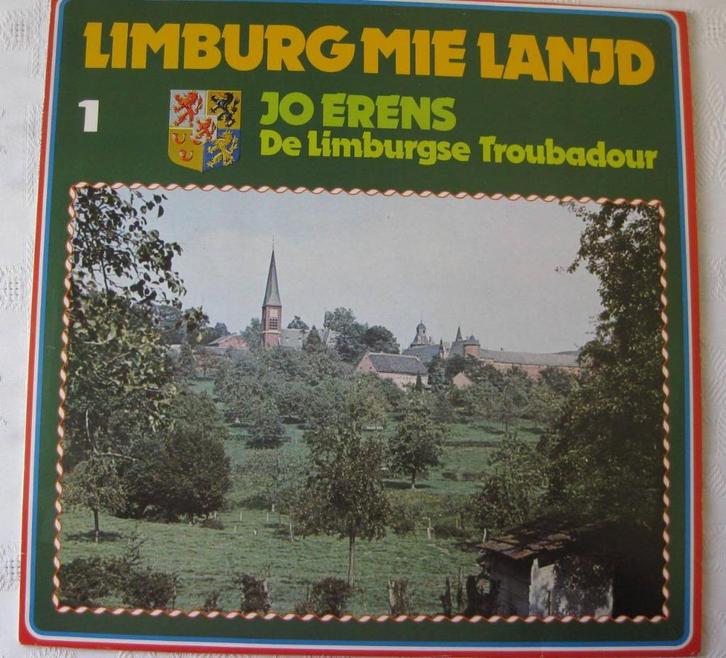 LIMBURG MIE LANJD
1
JO ERENS
De Limburgse Troubadour